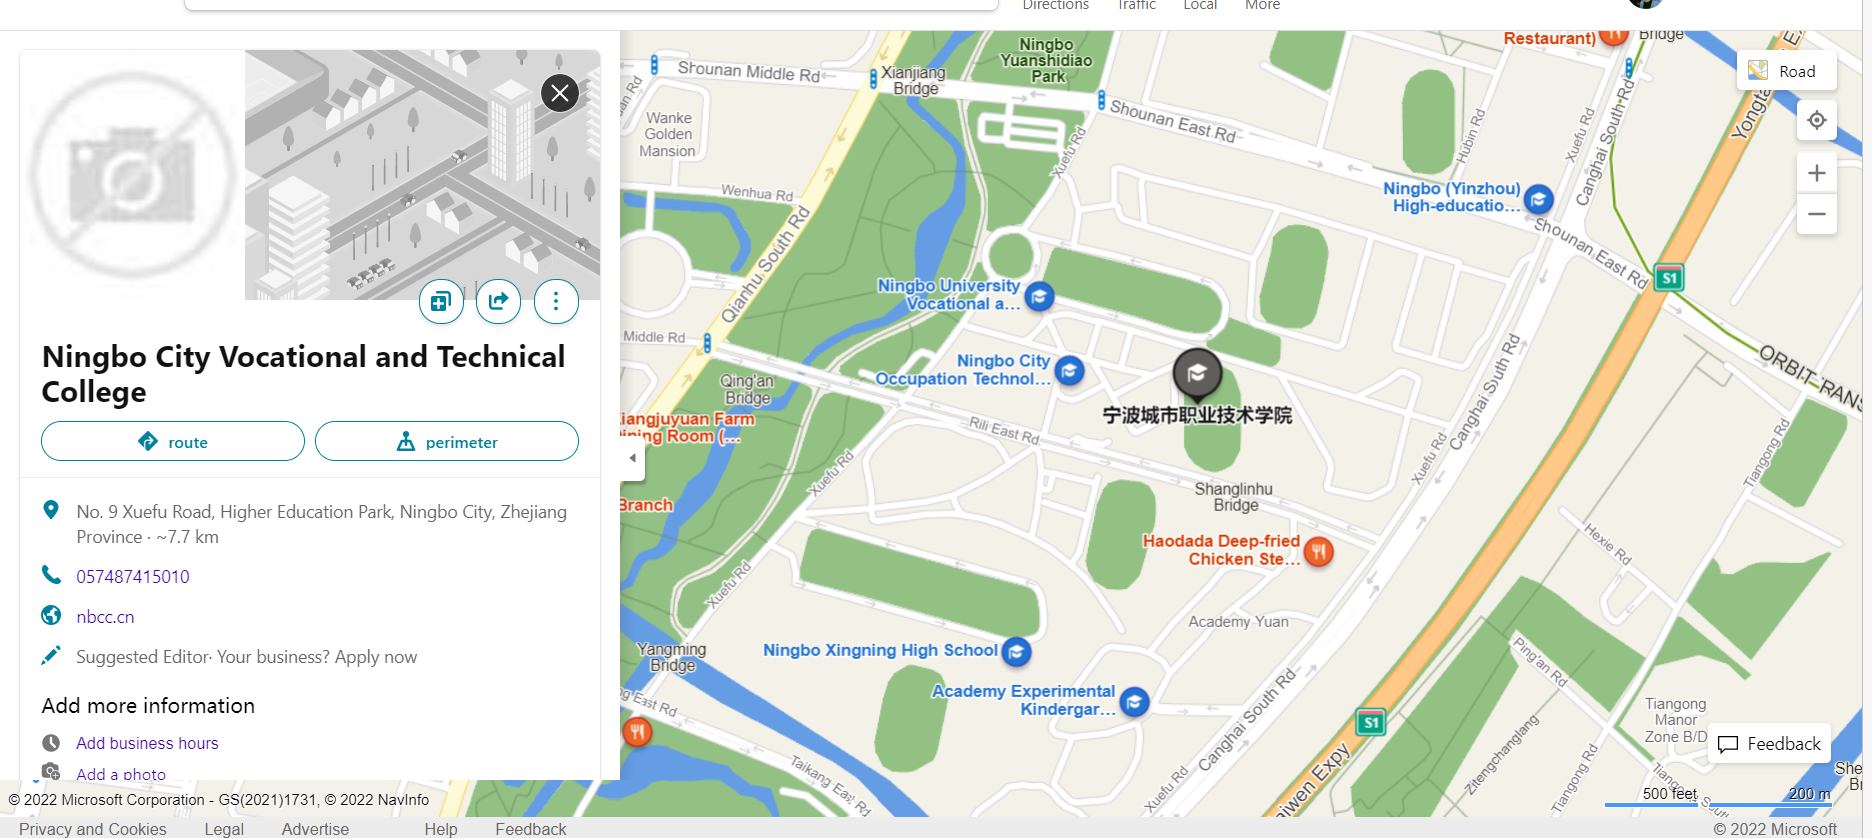 Directions
Traffic
Local
More
Ningbo City Vocational and Technical
College
route
perimeter
No. 9 Xuefu Road, Higher Education Park, Ningbo City, Zhejiang
Province · ~7.7 km
057487415010
nbcc.cn
Suggested Editor· Your business? Apply now
Add more information
Add business hours
Add a photo
Ningbo
Yuanshidiao
Park
Restaurant)
Bridge
Road
Shounan Middle Rd
Xianjiang
Bridge
Shounan East Rd
Wanke
Golden
Mansion
Xuefu Rd
Hubin Rd
Xuefu Rd
Canghai South Rd
Wenhua Rd
Qianhu South Rd
Ningbo (Yinzhou)
High-educatio...
Shounan East Rd
S1
Ningbo University
Vocational a...
Middle Rd
Ningbo City
Occupation Technol...
Qing'an
Bridge
宁波城市职业技术学院
Canghai South Rd
ORBIT TRANS
iangjuyuan Farm
ining Room (...
Rili East Rd
Xuefu Rd
Xuefu Rd
Tiangong Rd
Branch
Shanglinhu
Bridge
Haodada Deep-fried
Chicken Ste...
Hexie Rd
Xuefu Rd
Academy Yuan
Yangming
Bridge
Ningbo Xingning High School
Ping'an Rd
Academy Experimental
Kindergar...
Canghai South Rd
S1
Tiangong
Manor
Zone B/D
Feedback
Zitengchanglang
Tiangong Rd
Taikang East Rd
Xuefu Rd
aiwen Expy
500 feet
200 m
© 2022 Microsoft Corporation - GS(2021)1731, © 2022 NavInfo
Privacy and Cookies
Legal
Advertise
Help
Feedback
© 2022 Microsoft